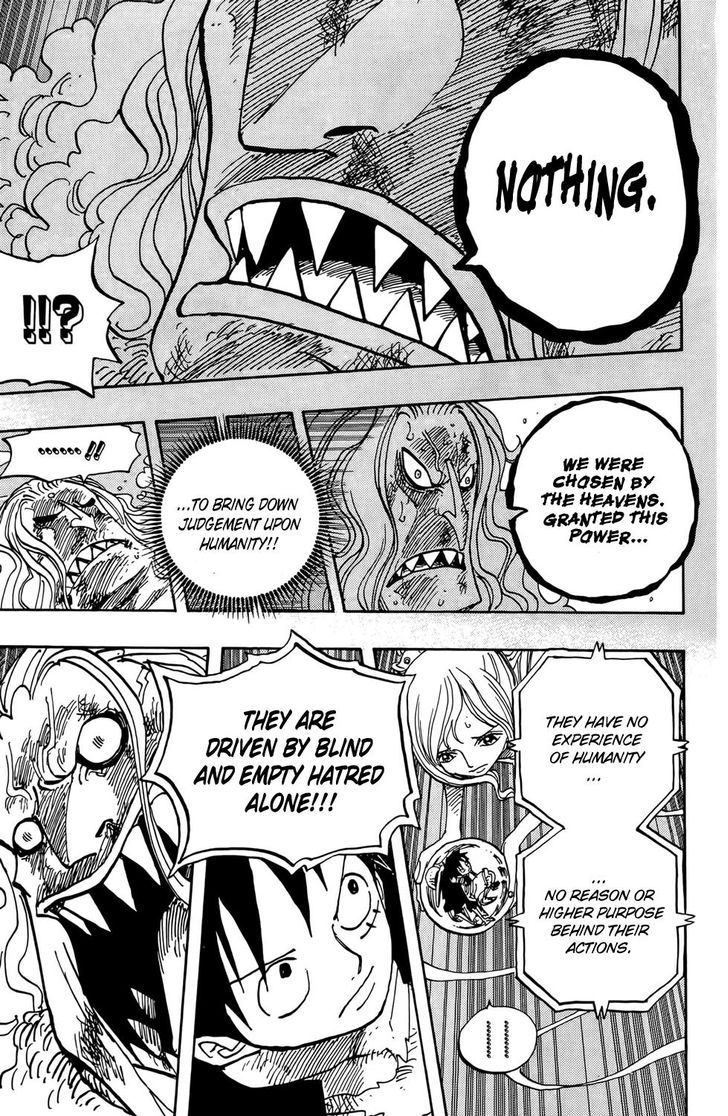 NOTHING.
!!?
WE WERE
CHOSEN BY
THE HEAVENS.
GRANTED THIS
POWER...
...TO BRING DOWN
JUDGEMENT UPON
HUMANITY!!
......!!
THEY HAVE NO
EXPERIENCE
OF HUMANITY
...
...
NO REASON OR
HIGHER PURPOSE
BEHIND THEIR
ACTIONS.
!!
THEY ARE
DRIVEN BY BLIND
AND EMPTY HATRED
ALONE!!!